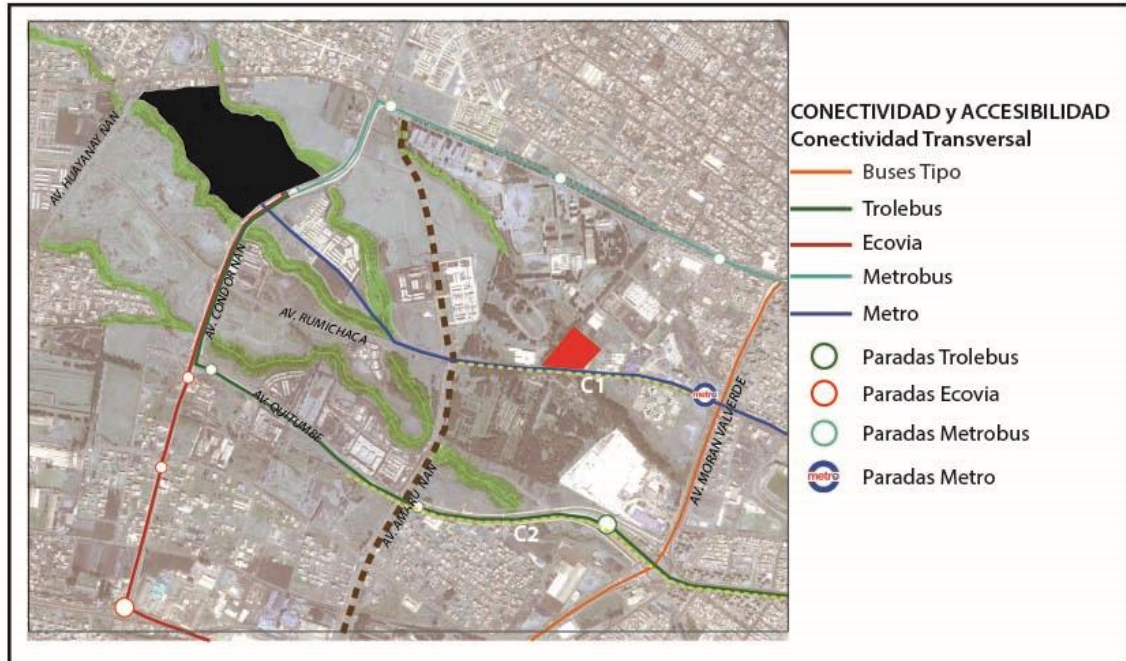 CONECTIVIDAD y ACCESIBILIDAD
Conectividad Transversal
Buses Tipo
Trolebus
Ecovia
Metrobus
Metro
Paradas Trolebus
Paradas Ecovia
Paradas Metrobus
metro
Paradas Metro
AV. HUAYANAY ÑAN
AV. CONDOR ÑAN
AV. RUMICHACA
AV. QUITUMBE
AV. AMARU ÑAN
AV. MORAN VALVERDE
C1
C2
metro